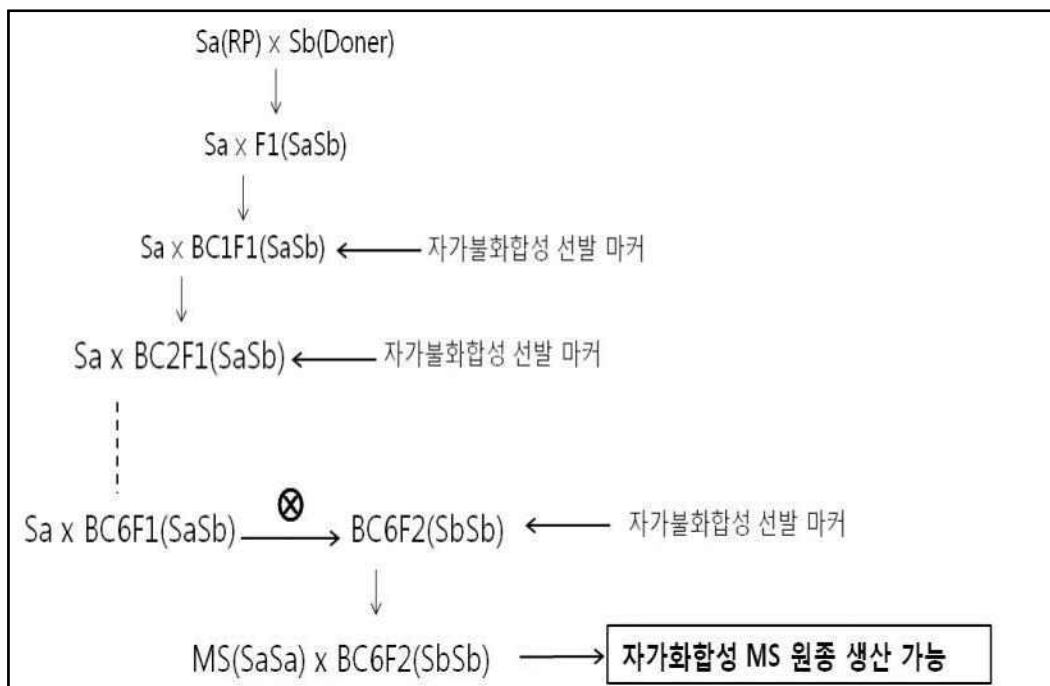 Sa(RP) x Sb(Doner)
Sa x F1(SaSb)
Sa x BC1F1(SaSb) 자가불화합성 선발 마커
Sa x BC2F1(SaSb) 자가불화합성 선발 마커
Sa x BC6F1(SaSb) ⊗ BC6F2(SbSb) 자가불화합성 선발 마커
MS(SaSa) x BC6F2(SbSb) 자가화합성 MS 원종 생산 가능